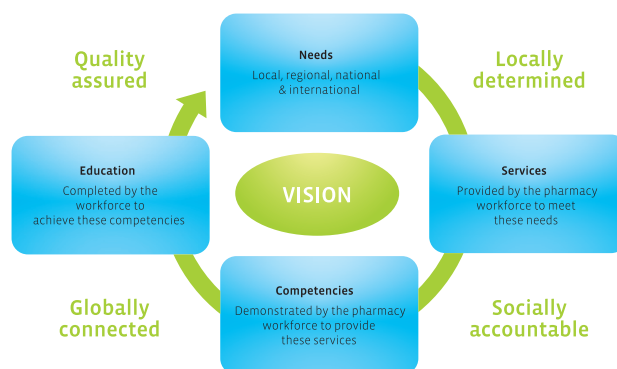 Quality
assured
Needs
Local, regional, national
& international
Locally
determined
Education
Completed by the
workforce to
achieve these competencies
VISION
Services
Provided by the pharmacy
workforce to meet
these needs
Globally
connected
Competencies
Demonstrated by the pharmacy
workforce to provide
these services
Socially
accountable